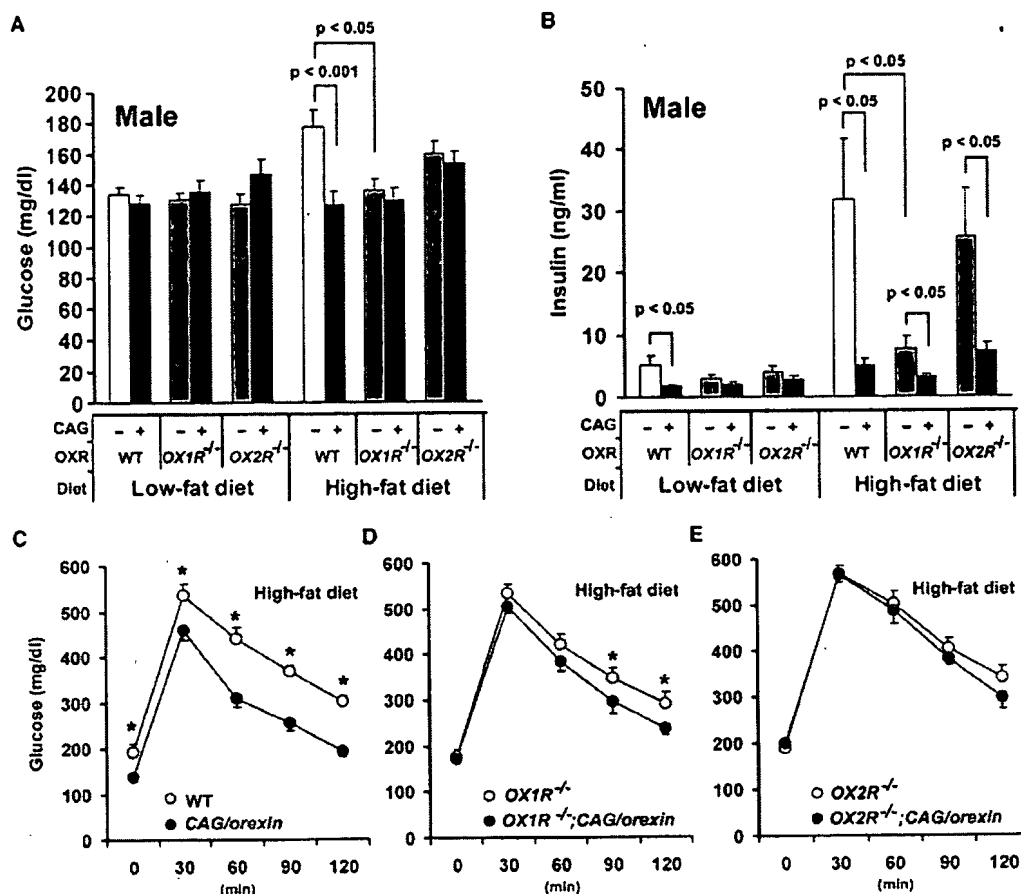 A
p < 0.05
p < 0.001
Male
Glucose (mg/dl)
200
180
160
140
120
100
80
60
40
20
0
CAG - + - + - + - + - + - +
OXR WT OX1R-/- OX2R-/- WT OX1R-/- OX2R-/-
Diot Low-fat diet High-fat diet
B
p < 0.05
p < 0.05
p < 0.05
p < 0.05
p < 0.05
Male
Insulin (ng/ml)
50
40
30
20
10
0
CAG - + - + - + - + - + - +
OXR WT OX1R-/- OX2R-/- WT OX1R-/- OX2R-/-
Diot Low-fat diet High-fat diet
C
High-fat diet
Glucose (mg/dl)
600
500
400
300
200
100
0
* * * * *
WT
CAG/orexin
0 30 60 90 120
(min)
D
High-fat diet
600
500
400
300
200
100
0
* *
OX1R-/-
OX1R-/-;CAG/orexin
0 30 60 90 120
(min)
E
High-fat diet
600
500
400
300
200
100
0
OX2R-/-
OX2R-/-;CAG/orexin
0 30 60 90 120
(min)